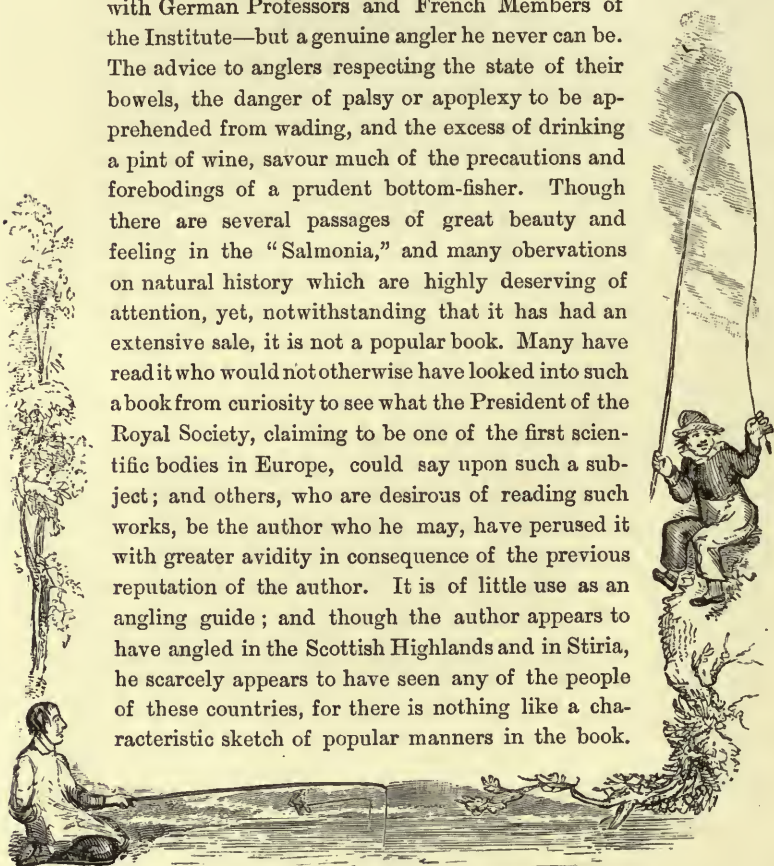 with German Professors and French Members of
the Institute—but a genuine angler he never can be.
The advice to anglers respecting the state of their
bowels, the danger of palsy or apoplexy to be ap-
prehended from wading, and the excess of drinking
a pint of wine, savour much of the precautions and
forebodings of a prudent bottom-fisher. Though
there are several passages of great beauty and
feeling in the “Salmonia,” and many obervations
on natural history which are highly deserving of
attention, yet, notwithstanding that it has had an
extensive sale, it is not a popular book. Many have
read it who would not otherwise have looked into such
a book from curiosity to see what the President of the
Royal Society, claiming to be one of the first scien-
tific bodies in Europe, could say upon such a sub-
ject; and others, who are desirous of reading such
works, be the author who he may, have perused it
with greater avidity in consequence of the previous
reputation of the author. It is of little use as an
angling guide; and though the author appears to
have angled in the Scottish Highlands and in Stiria,
he scarcely appears to have seen any of the people
of these countries, for there is nothing like a cha-
racteristic sketch of popular manners in the book.